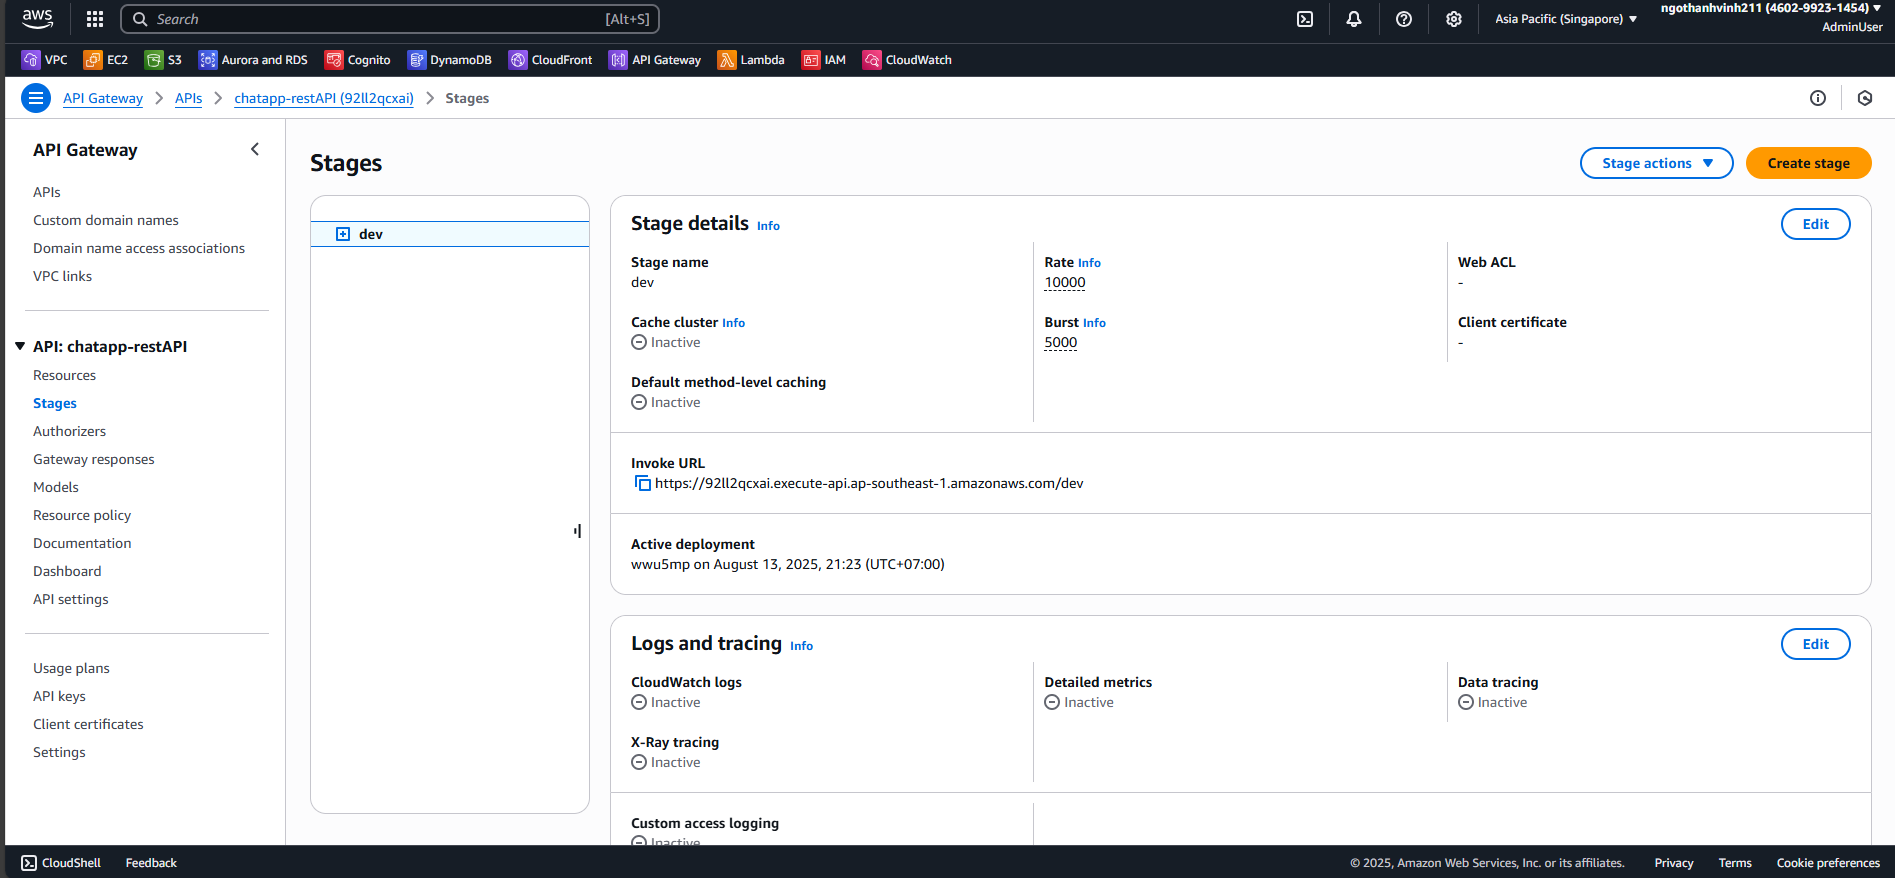 aws
Search [Alt+S]
Asia Pacific (Singapore)
ngothanhvinh211 (4602-9923-1454)
AdminUser
VPC EC2 S3 Aurora and RDS Cognito DynamoDB CloudFront API Gateway Lambda IAM CloudWatch
API Gateway APIs chatapp-restAPI (92ll2qcxai) Stages
API Gateway
APIs
Custom domain names
Domain name access associations
VPC links
API: chatapp-restAPI
Resources
Stages
Authorizers
Gateway responses
Models
Resource policy
Documentation
Dashboard
API settings
Usage plans
API keys
Client certificates
Settings
Stages
Stage actions
Create stage
dev
Stage details Info
Edit
Stage name
dev
Cache cluster Info
Inactive
Default method-level caching
Inactive
Rate Info
10000
Burst Info
5000
Web ACL
-
Client certificate
-
Invoke URL
https://92ll2qcxai.execute-api.ap-southeast-1.amazonaws.com/dev
Active deployment
wwu5mp on August 13, 2025, 21:23 (UTC+07:00)
Logs and tracing Info
Edit
CloudWatch logs
Inactive
X-Ray tracing
Inactive
Detailed metrics
Inactive
Data tracing
Inactive
Custom access logging
Inactive
CloudShell Feedback
© 2025, Amazon Web Services, Inc. or its affiliates. Privacy Terms Cookie preferences